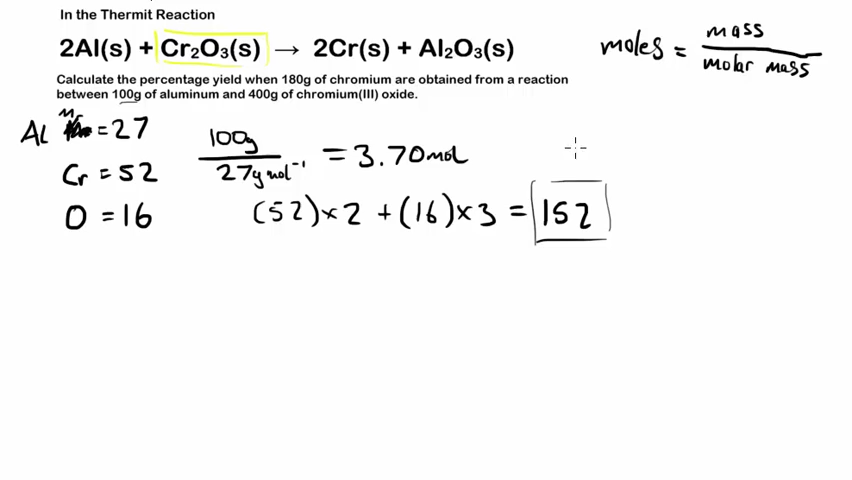 In the Thermit Reaction
2Al(s) + Cr₂O₃(s) → 2Cr(s) + Al₂O₃(s)
moles = mass / molar mass
Calculate the percentage yield when 180g of chromium are obtained from a reaction
between 100g of aluminum and 400g of chromium(III) oxide.
Al Mr = 27
100g / 27g mol⁻¹ = 3.70mol
Cr = 52
O = 16
(52)×2 + (16)×3 = 152